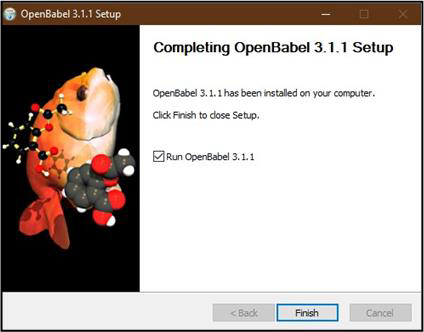 OpenBabel 3.1.1 Setup
Completing OpenBabel 3.1.1 Setup
OpenBabel 3.1.1 has been installed on your computer.
Click Finish to close Setup.
Run OpenBabel 3.1.1
< Back
Finish
Cancel